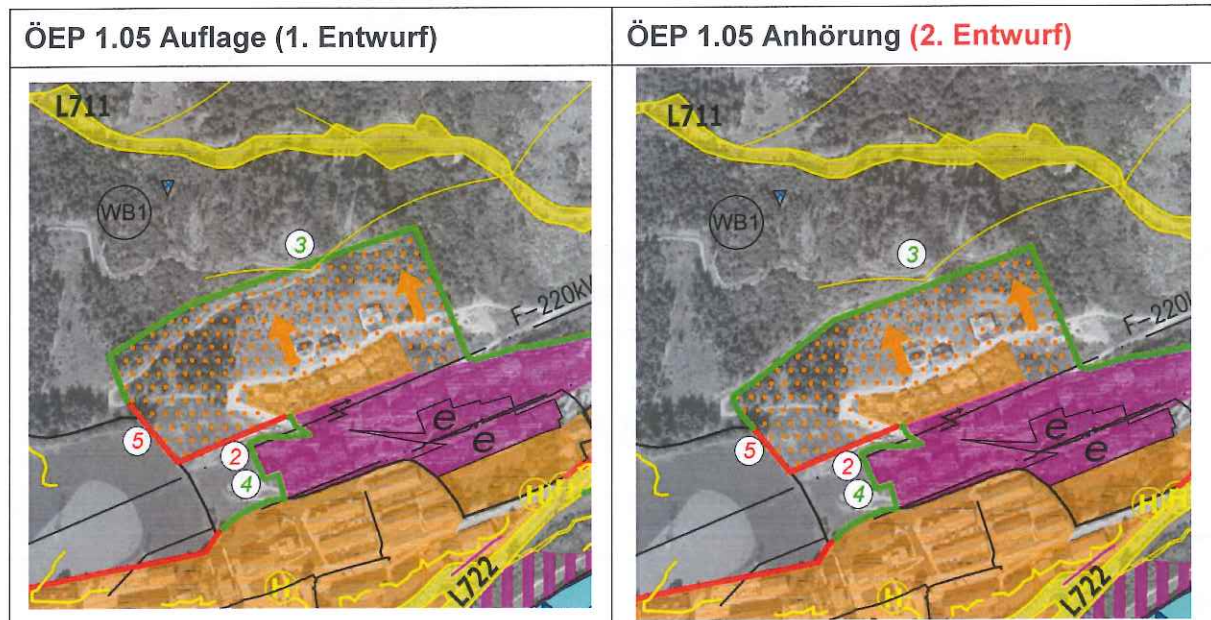 ÖEP 1.05 Auflage (1. Entwurf)
ÖEP 1.05 Anhörung (2. Entwurf)
L711
WB1
3
F-220kV
5
2
4
e
e
H
H
H
L722
L711
WB1
3
F-220k
5
2
4
e
e
H
H
H
L722